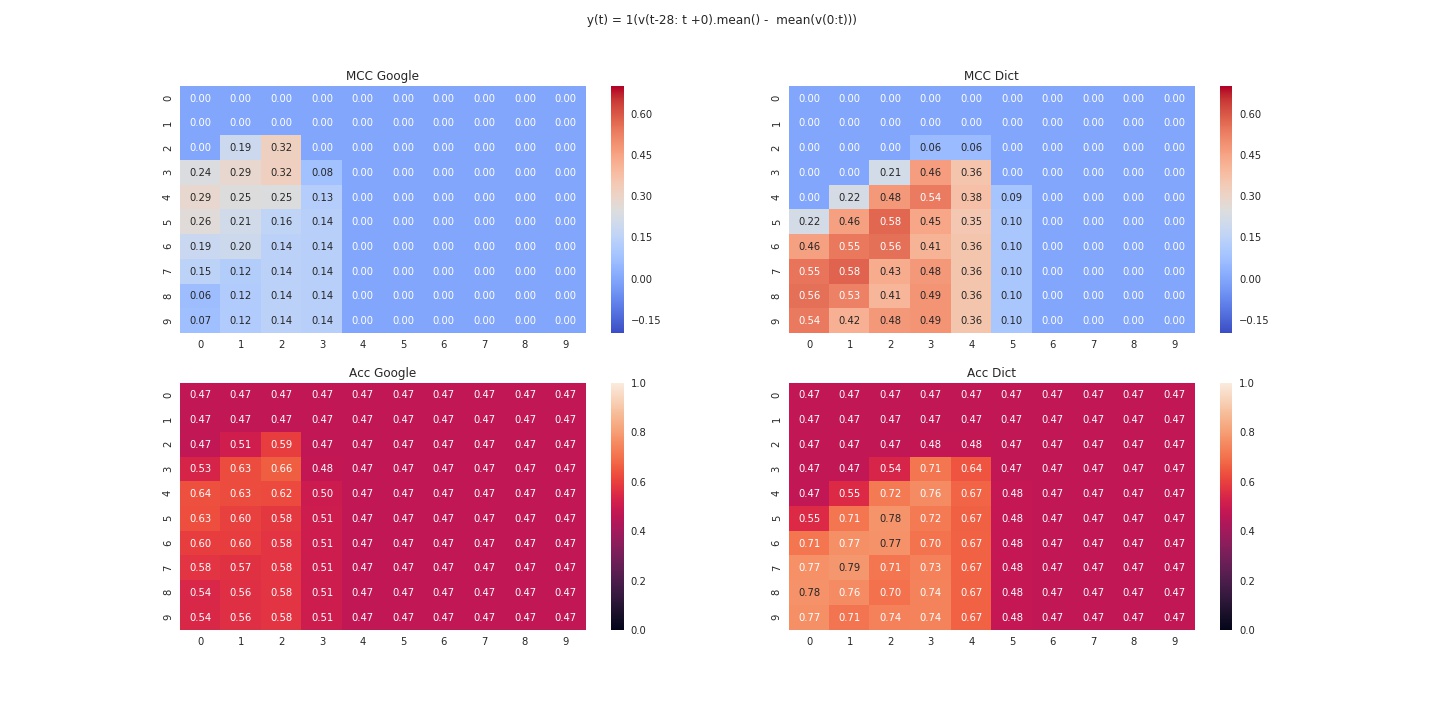 y(t) = 1(v(t-28: t +0).mean() -  mean(v(0:t)))
MCC Google
0 0.00 0.00 0.00 0.00 0.00 0.00 0.00 0.00 0.00 0.00
1 0.00 0.00 0.00 0.00 0.00 0.00 0.00 0.00 0.00 0.00
2 0.00 0.19 0.32 0.00 0.00 0.00 0.00 0.00 0.00 0.00
3 0.24 0.29 0.32 0.08 0.00 0.00 0.00 0.00 0.00 0.00
4 0.29 0.25 0.25 0.13 0.00 0.00 0.00 0.00 0.00 0.00
5 0.26 0.21 0.16 0.14 0.00 0.00 0.00 0.00 0.00 0.00
6 0.19 0.20 0.14 0.14 0.00 0.00 0.00 0.00 0.00 0.00
7 0.15 0.12 0.14 0.14 0.00 0.00 0.00 0.00 0.00 0.00
8 0.06 0.12 0.14 0.14 0.00 0.00 0.00 0.00 0.00 0.00
9 0.07 0.12 0.14 0.14 0.00 0.00 0.00 0.00 0.00 0.00
0 1 2 3 4 5 6 7 8 9
0.60
0.45
0.30
0.15
0.00
−0.15
MCC Dict
0 0.00 0.00 0.00 0.00 0.00 0.00 0.00 0.00 0.00 0.00
1 0.00 0.00 0.00 0.00 0.00 0.00 0.00 0.00 0.00 0.00
2 0.00 0.00 0.00 0.06 0.06 0.00 0.00 0.00 0.00 0.00
3 0.00 0.00 0.21 0.46 0.36 0.00 0.00 0.00 0.00 0.00
4 0.00 0.22 0.48 0.54 0.38 0.09 0.00 0.00 0.00 0.00
5 0.22 0.46 0.58 0.45 0.35 0.10 0.00 0.00 0.00 0.00
6 0.46 0.55 0.56 0.41 0.36 0.10 0.00 0.00 0.00 0.00
7 0.55 0.58 0.43 0.48 0.36 0.10 0.00 0.00 0.00 0.00
8 0.56 0.53 0.41 0.49 0.36 0.10 0.00 0.00 0.00 0.00
9 0.54 0.42 0.48 0.49 0.36 0.10 0.00 0.00 0.00 0.00
0 1 2 3 4 5 6 7 8 9
0.60
0.45
0.30
0.15
0.00
−0.15
Acc Google
0 0.47 0.47 0.47 0.47 0.47 0.47 0.47 0.47 0.47 0.47
1 0.47 0.47 0.47 0.47 0.47 0.47 0.47 0.47 0.47 0.47
2 0.47 0.51 0.59 0.47 0.47 0.47 0.47 0.47 0.47 0.47
3 0.53 0.63 0.66 0.48 0.47 0.47 0.47 0.47 0.47 0.47
4 0.64 0.63 0.62 0.50 0.47 0.47 0.47 0.47 0.47 0.47
5 0.63 0.60 0.58 0.51 0.47 0.47 0.47 0.47 0.47 0.47
6 0.60 0.60 0.58 0.51 0.47 0.47 0.47 0.47 0.47 0.47
7 0.58 0.57 0.58 0.51 0.47 0.47 0.47 0.47 0.47 0.47
8 0.54 0.56 0.58 0.51 0.47 0.47 0.47 0.47 0.47 0.47
9 0.54 0.56 0.58 0.51 0.47 0.47 0.47 0.47 0.47 0.47
0 1 2 3 4 5 6 7 8 9
1.0
0.8
0.6
0.4
0.2
0.0
Acc Dict
0 0.47 0.47 0.47 0.47 0.47 0.47 0.47 0.47 0.47 0.47
1 0.47 0.47 0.47 0.47 0.47 0.47 0.47 0.47 0.47 0.47
2 0.47 0.47 0.47 0.48 0.48 0.47 0.47 0.47 0.47 0.47
3 0.47 0.47 0.54 0.71 0.64 0.47 0.47 0.47 0.47 0.47
4 0.47 0.55 0.72 0.76 0.67 0.48 0.47 0.47 0.47 0.47
5 0.55 0.71 0.78 0.72 0.67 0.48 0.47 0.47 0.47 0.47
6 0.71 0.77 0.77 0.70 0.67 0.48 0.47 0.47 0.47 0.47
7 0.77 0.79 0.71 0.73 0.67 0.48 0.47 0.47 0.47 0.47
8 0.78 0.76 0.70 0.74 0.67 0.48 0.47 0.47 0.47 0.47
9 0.77 0.71 0.74 0.74 0.67 0.48 0.47 0.47 0.47 0.47
0 1 2 3 4 5 6 7 8 9
1.0
0.8
0.6
0.4
0.2
0.0